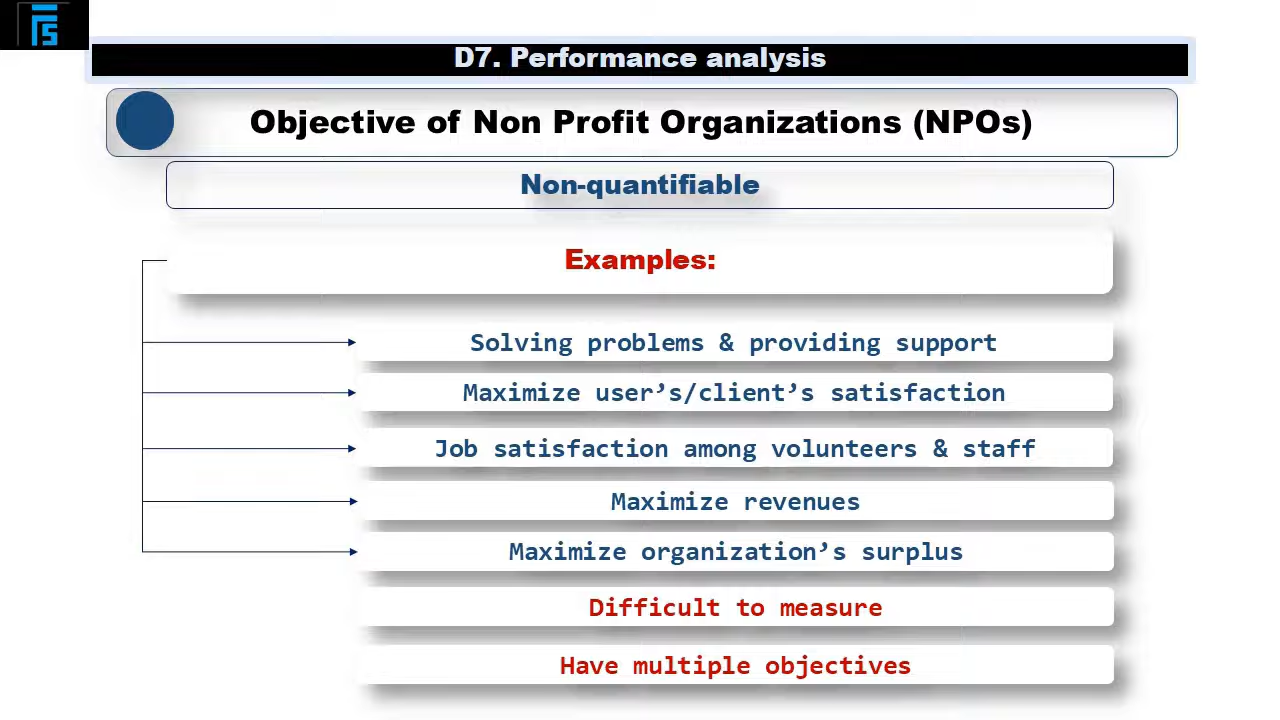 D7. Performance analysis
Objective of Non Profit Organizations (NPOs)
Non-quantifiable
Examples:
Solving problems & providing support
Maximize user’s/client’s satisfaction
Job satisfaction among volunteers & staff
Maximize revenues
Maximize organization’s surplus
Difficult to measure
Have multiple objectives